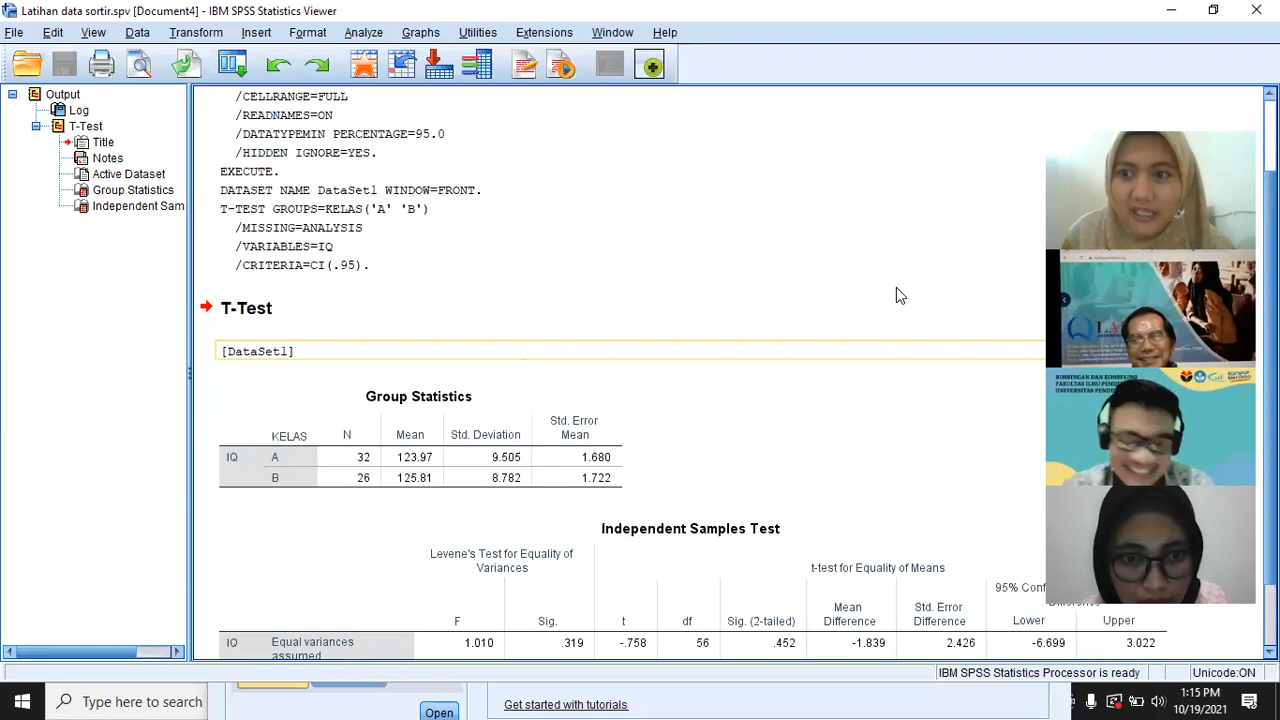 Latihan data sortir.spv [Document4] - IBM SPSS Statistics Viewer
File Edit View Data Transform Insert Format Analyze Graphs Utilities Extensions Window Help
Output
Log
T-Test
Title
Notes
Active Dataset
Group Statistics
Independent Sam
/CELLRANGE=FULL
/READNAMES=ON
/DATATYPEMIN PERCENTAGE=95.0
/HIDDEN IGNORE=YES.
EXECUTE.
DATASET NAME DataSet1 WINDOW=FRONT.
T-TEST GROUPS=KELAS('A' 'B')
/MISSING=ANALYSIS
/VARIABLES=IQ
/CRITERIA=CI(.95).
T-Test
[DataSet1]
Group Statistics
KELAS N Mean Std. Deviation Std. Error Mean
IQ A 32 123.97 9.505 1.680
B 26 125.81 8.782 1.722
Independent Samples Test
Levene's Test for Equality of Variances
t-test for Equality of Means
95% Conf
F Sig. t df Sig. (2-tailed) Mean Difference Std. Error Difference Lower Upper
IQ Equal variances assumed 1.010 .319 -.758 56 .452 -1.839 2.426 -6.699 3.022
BIMBINGAN DAN KONSELING
FAKULTAS ILMU PENDI
UNIVERSITAS PENDID
IBM SPSS Statistics Processor is ready
Unicode:ON
Type here to search
Open
Get started with tutorials
1:15 PM
10/19/2021